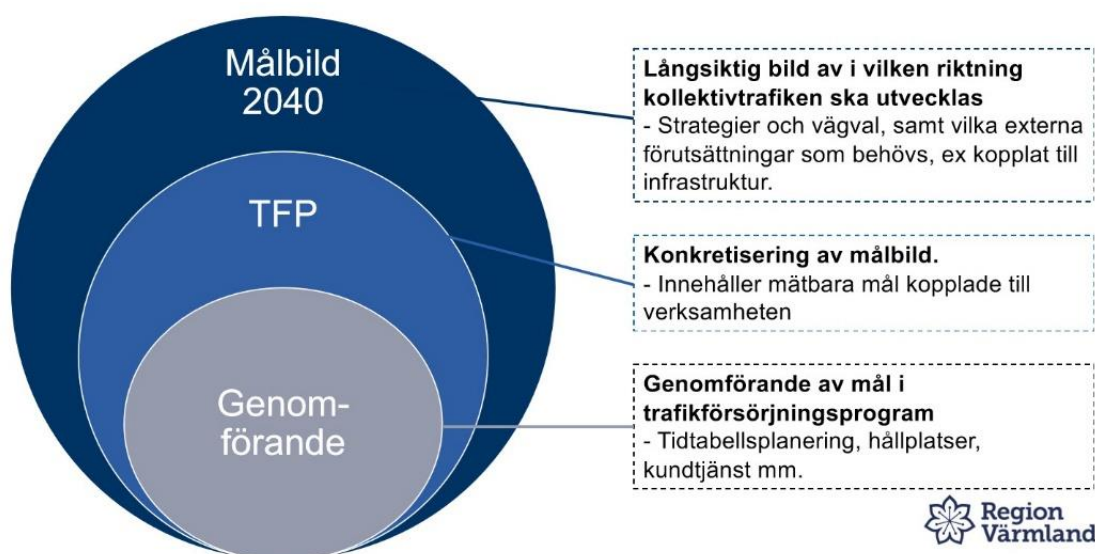 Målbild
2040
TFP
Genom-
förande
Långsiktig bild av i vilken riktning
kollektivtrafiken ska utvecklas
- Strategier och vägval, samt vilka externa
förutsättningar som behövs, ex kopplat till
infrastruktur.
Konkretisering av målbild.
- Innehåller mätbara mål kopplade till
verksamheten
Genomförande av mål i
trafikförsörjningsprogram
- Tidtabellsplanering, hållplatser,
kundtjänst mm.
Region
Värmland